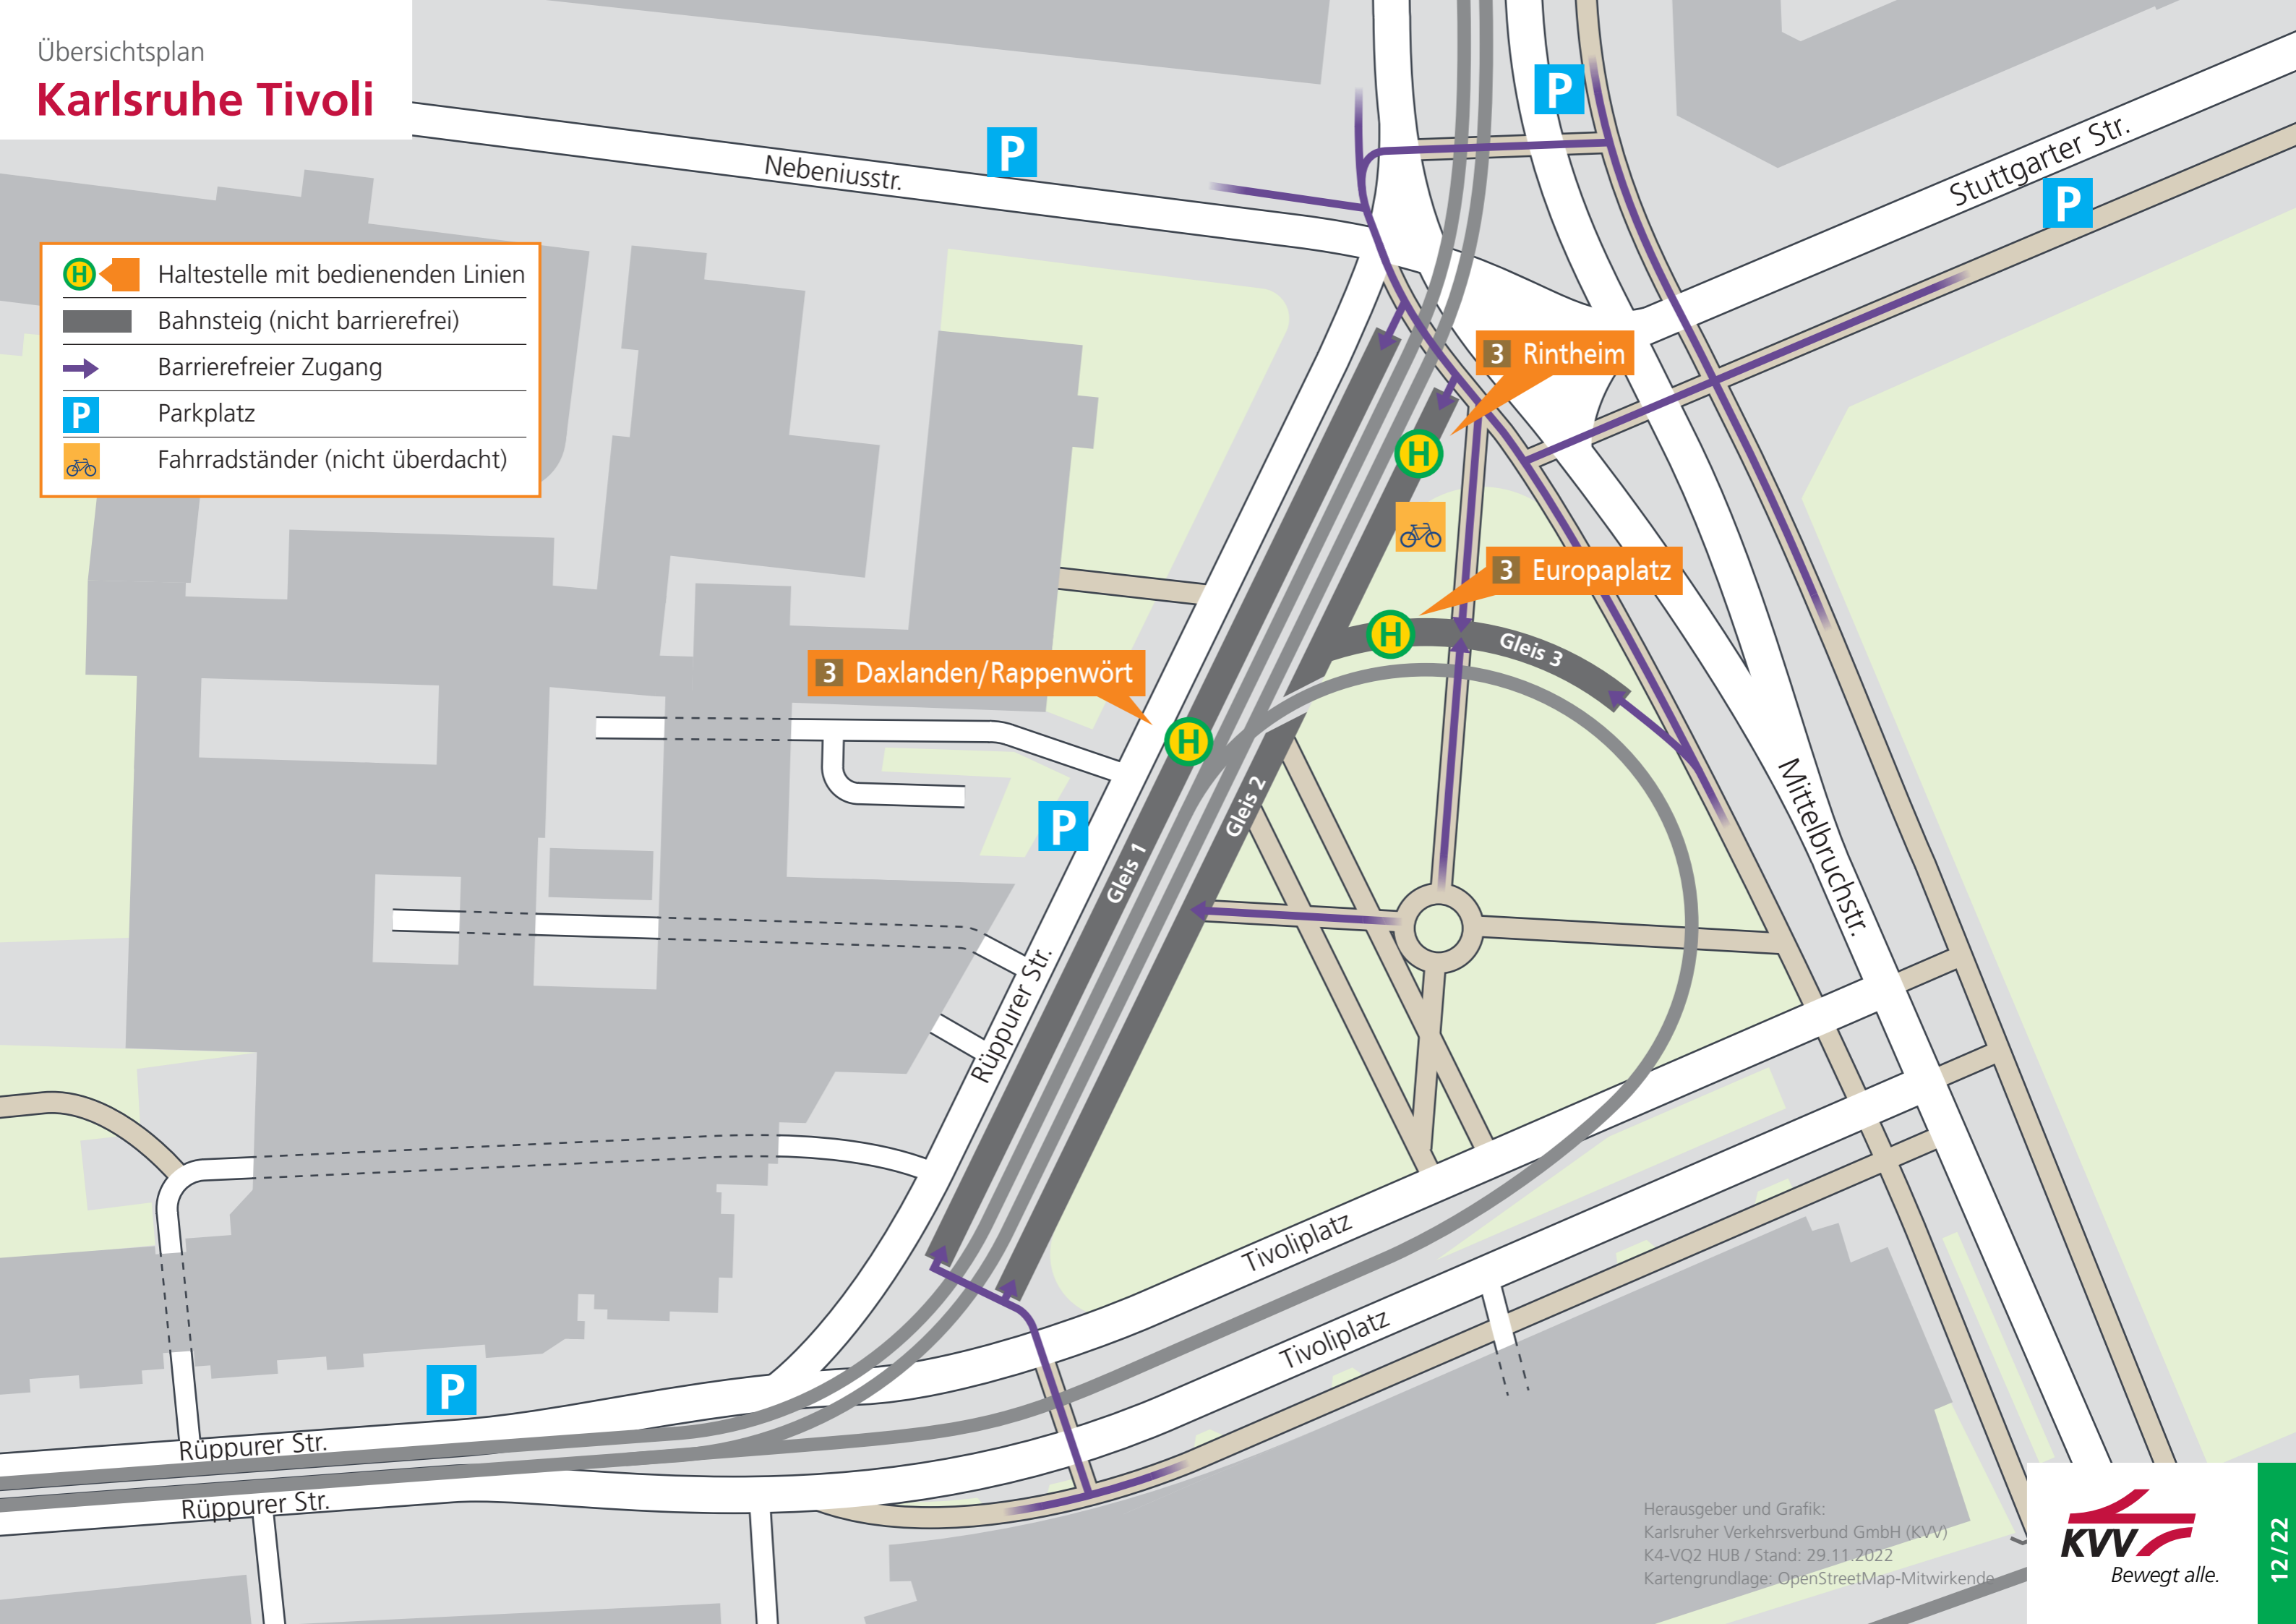 Übersichtsplan
Karlsruhe Tivoli
H Haltestelle mit bedienenden Linien
Bahnsteig (nicht barrierefrei)
Barrierefreier Zugang
P Parkplatz
Fahrradständer (nicht überdacht)
P
P
P
Nebeniusstr.
Stuttgarter Str.
3 Rintheim
H
3 Europaplatz
H
Gleis 3
3 Daxlanden/Rappenwört
H
P
Gleis 1
Gleis 2
Mittelbruchstr.
Rüppurer Str.
Tivoliplatz
Tivoliplatz
P
Rüppurer Str.
Rüppurer Str.
Herausgeber und Grafik:
Karlsruher Verkehrsverbund GmbH (KVV)
K4-VQ2 HUB / Stand: 29.11.2022
Kartengrundlage: OpenStreetMap-Mitwirkende
KVV
Bewegt alle.
12 / 22